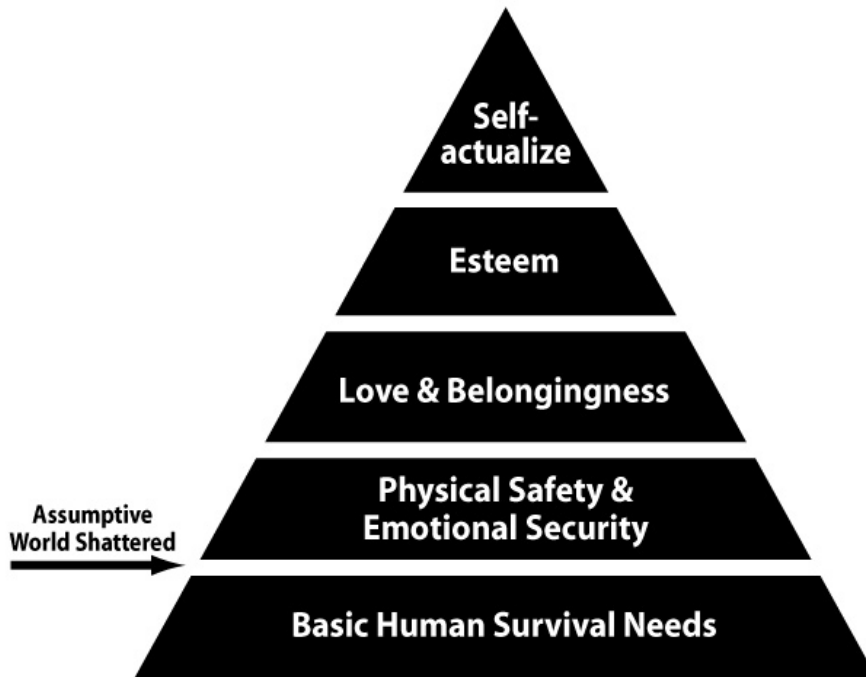 Self-
actualize
Esteem
Love & Belongingness
Physical Safety &
Emotional Security
Assumptive
World Shattered
Basic Human Survival Needs